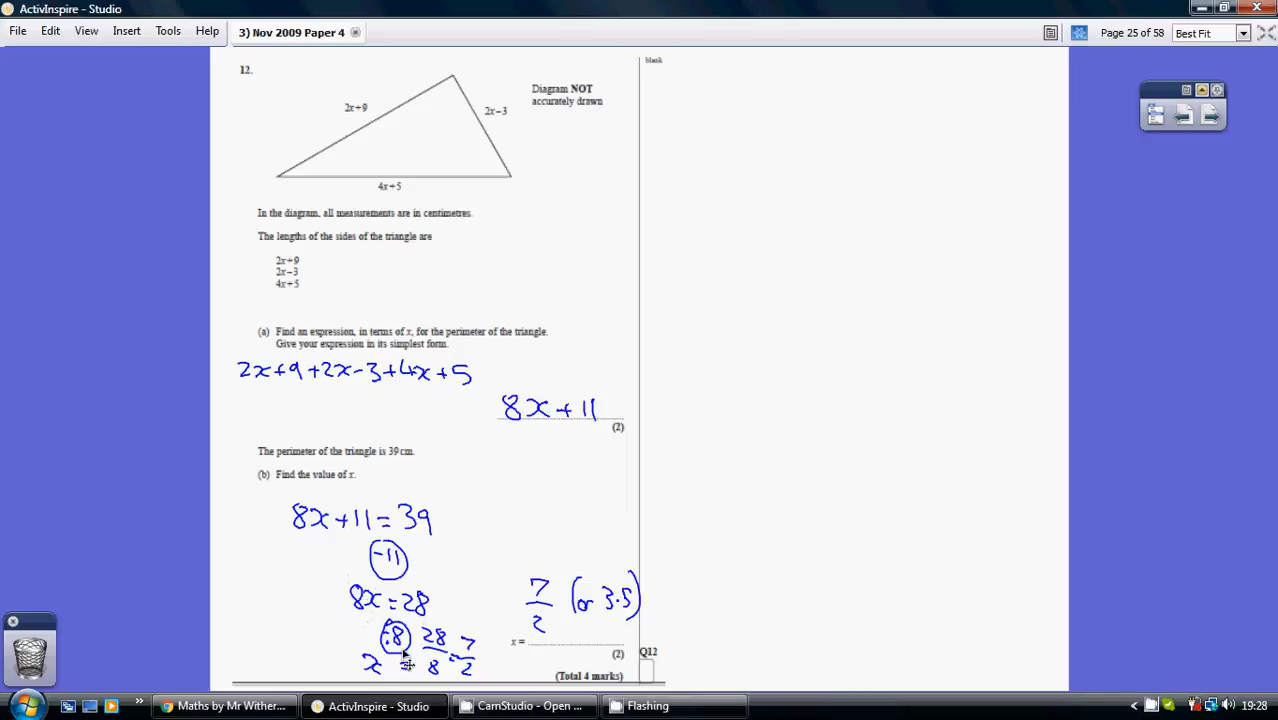 ActivInspire - Studio
File Edit View Insert Tools Help 3) Nov 2009 Paper 4 Page 25 of 58 Best Fit
blank
12.
Diagram NOT
accurately drawn
2x+9
2x−3
4x+5
In the diagram, all measurements are in centimetres.
The lengths of the sides of the triangle are
2x+9
2x−3
4x+5
(a) Find an expression, in terms of x, for the perimeter of the triangle.
Give your expression in its simplest form.
2x+9+2x-3+4x+5
8x+11
(2)
The perimeter of the triangle is 39 cm.
(b) Find the value of x.
8x+11=39
-11
8x=28
÷8
x = 28/8 = 7/2
7/2 (or 3.5)
x = ........................
(2)
Q12
(Total 4 marks)
Maths by Mr Wither... ActivInspire - Studio CamStudio - Open ... Flashing 19:28